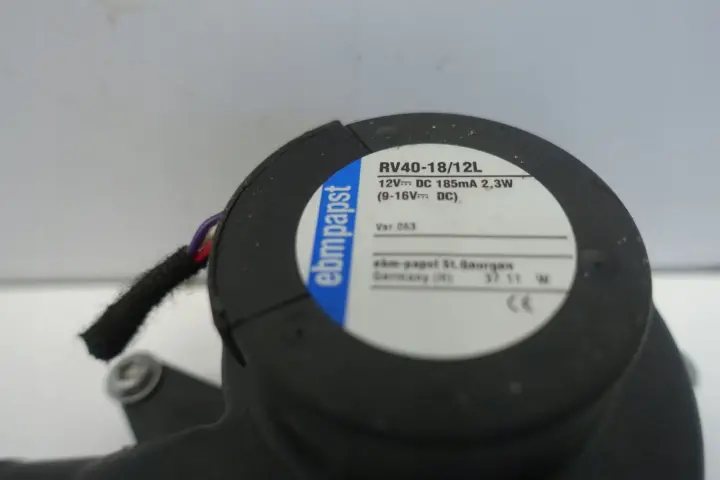 ebmpapst
RV40-18/12L
12V⎓ DC 185mA 2,3W
(9-16V⎓ DC)
Var.053
ebm-papst St.Georgen
Germany (H) 37 11 W
CE